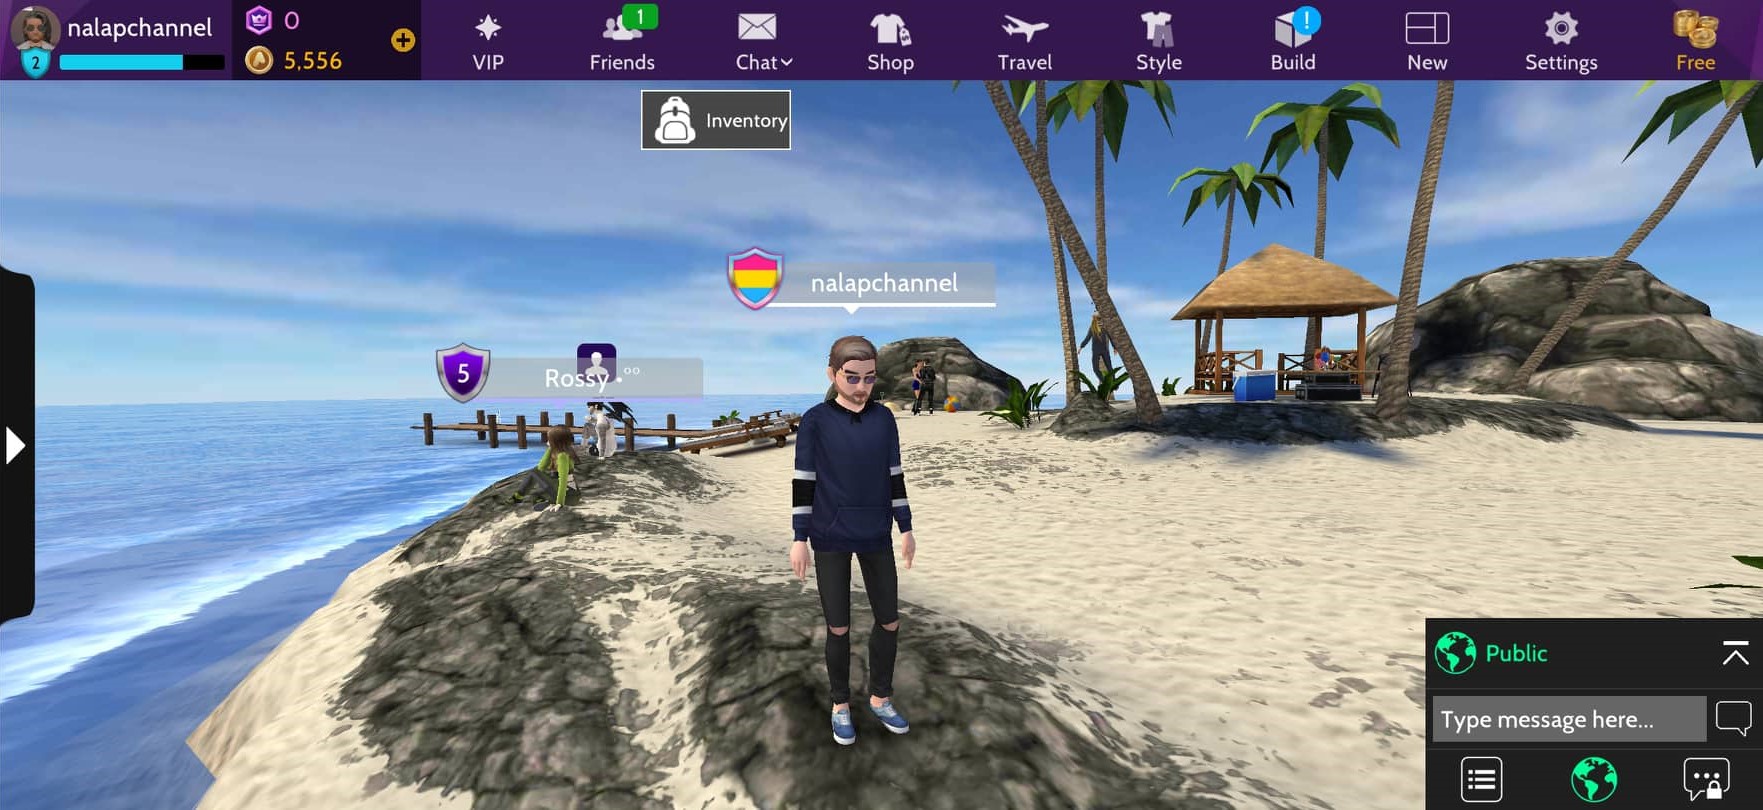 nalapchannel
2
0
5,556
VIP
1
Friends
Chat
Shop
Travel
Style
!
Build
New
Settings
Free
Inventory
nalapchannel
5
Rossy •°°
Public
Type message here...